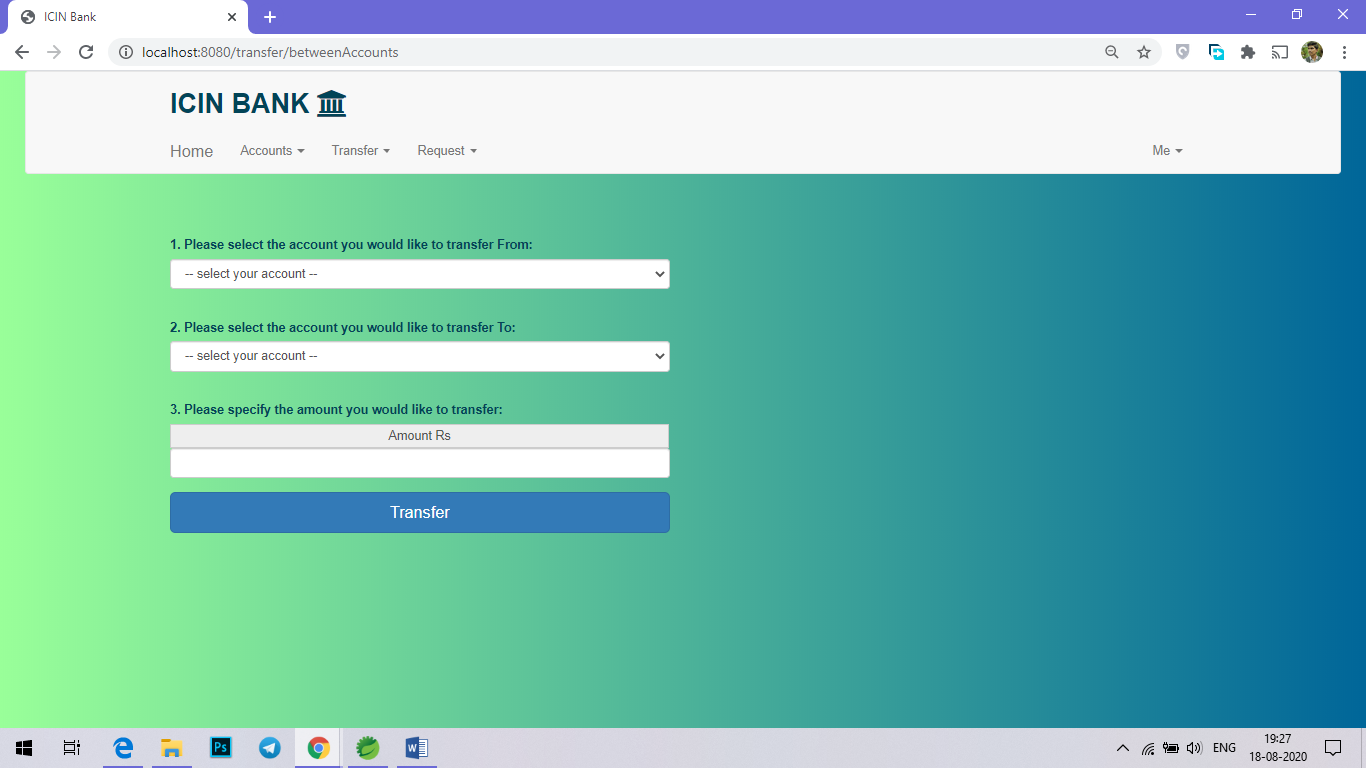 ICIN Bank
localhost:8080/transfer/betweenAccounts
ICIN BANK
Home Accounts Transfer Request Me
1. Please select the account you would like to transfer From:
-- select your account --
2. Please select the account you would like to transfer To:
-- select your account --
3. Please specify the amount you would like to transfer:
Amount Rs
Transfer
Ps
W
ENG
19:27
18-08-2020